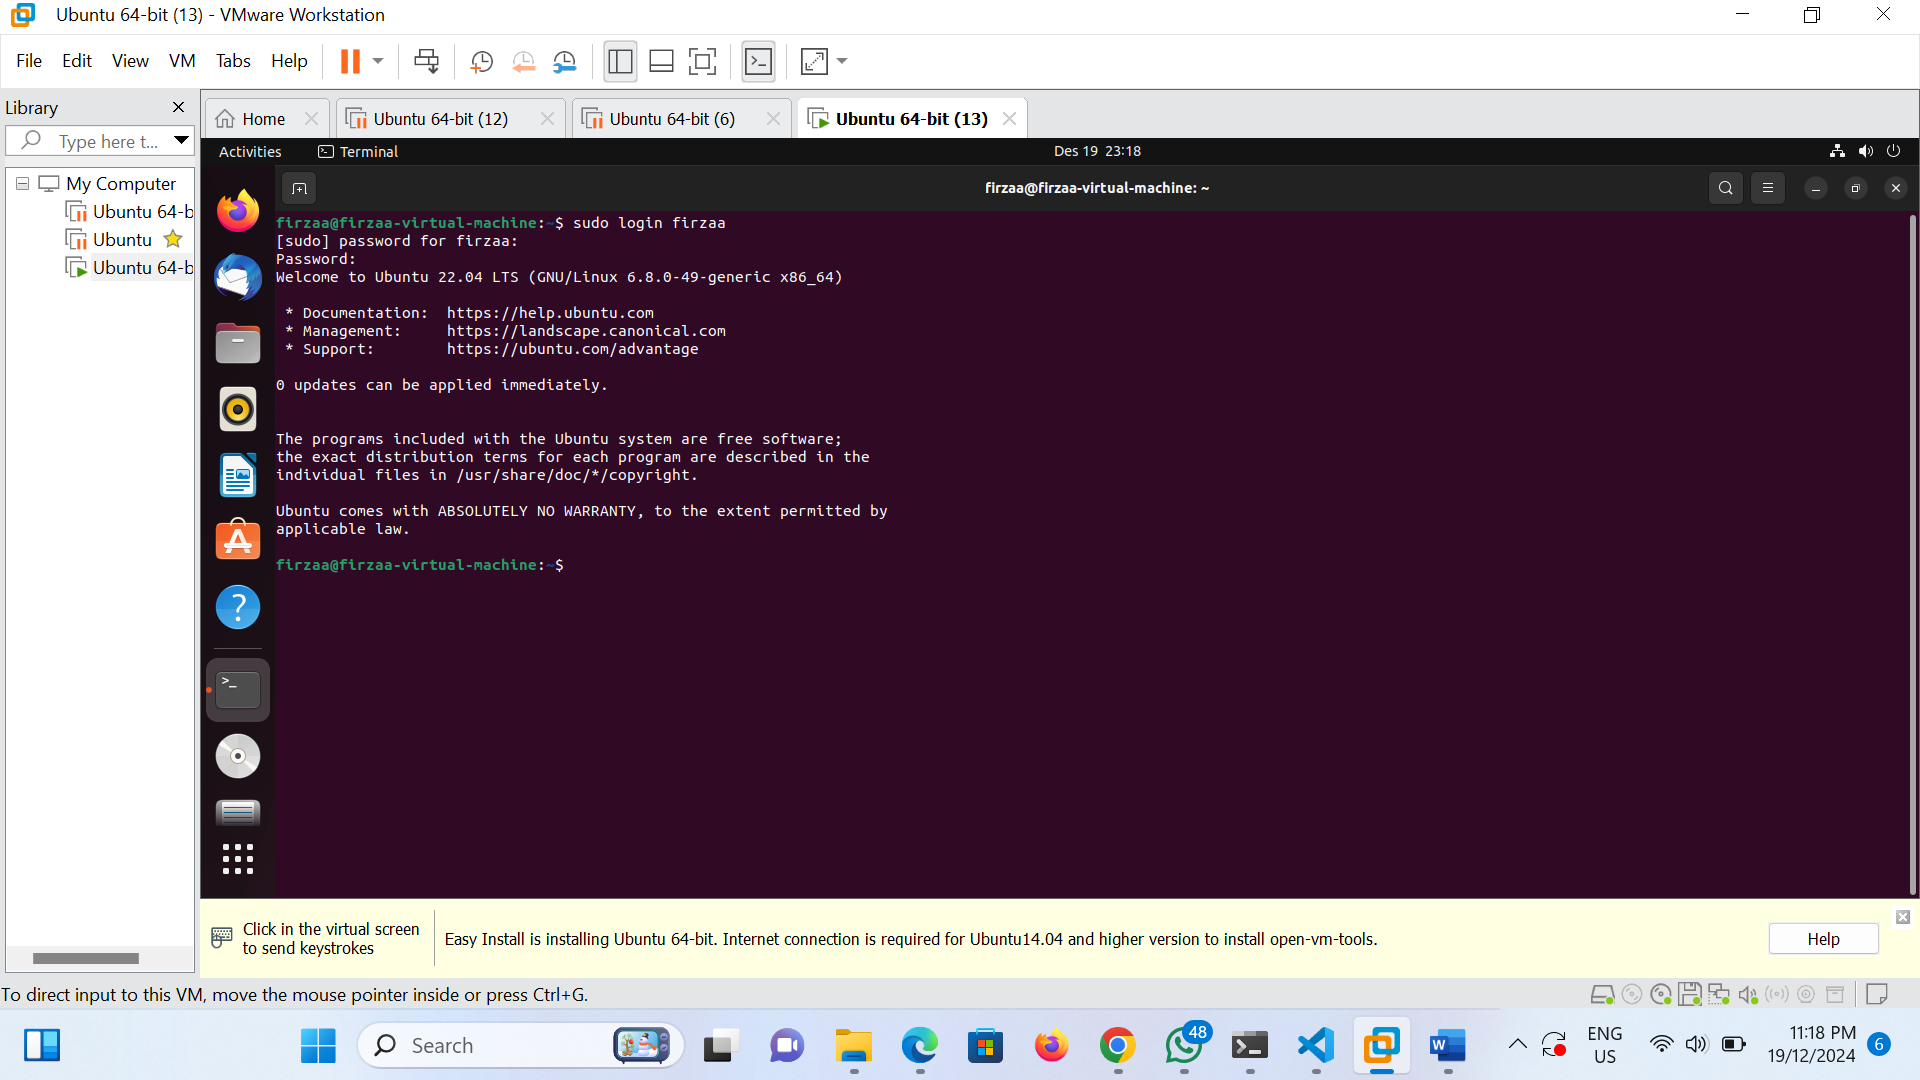 Ubuntu 64-bit (13) - VMware Workstation
File Edit View VM Tabs Help
Library
Type here t...
My Computer
Ubuntu 64-b
Ubuntu
Ubuntu 64-b
Home
Ubuntu 64-bit (12)
Ubuntu 64-bit (6)
Ubuntu 64-bit (13)
Activities
Terminal
Des 19 23:18
firzaa@firzaa-virtual-machine: ~
firzaa@firzaa-virtual-machine:~$ sudo login firzaa
[sudo] password for firzaa:
Password:
Welcome to Ubuntu 22.04 LTS (GNU/Linux 6.8.0-49-generic x86_64)
* Documentation: https://help.ubuntu.com
* Management: https://landscape.canonical.com
* Support: https://ubuntu.com/advantage
0 updates can be applied immediately.
The programs included with the Ubuntu system are free software;
the exact distribution terms for each program are described in the
individual files in /usr/share/doc/*/copyright.
Ubuntu comes with ABSOLUTELY NO WARRANTY, to the extent permitted by
applicable law.
firzaa@firzaa-virtual-machine:~$
Click in the virtual screen
to send keystrokes
Easy Install is installing Ubuntu 64-bit. Internet connection is required for Ubuntu14.04 and higher version to install open-vm-tools.
Help
To direct input to this VM, move the mouse pointer inside or press Ctrl+G.
Search
48
ENG
US
11:18 PM
19/12/2024
6